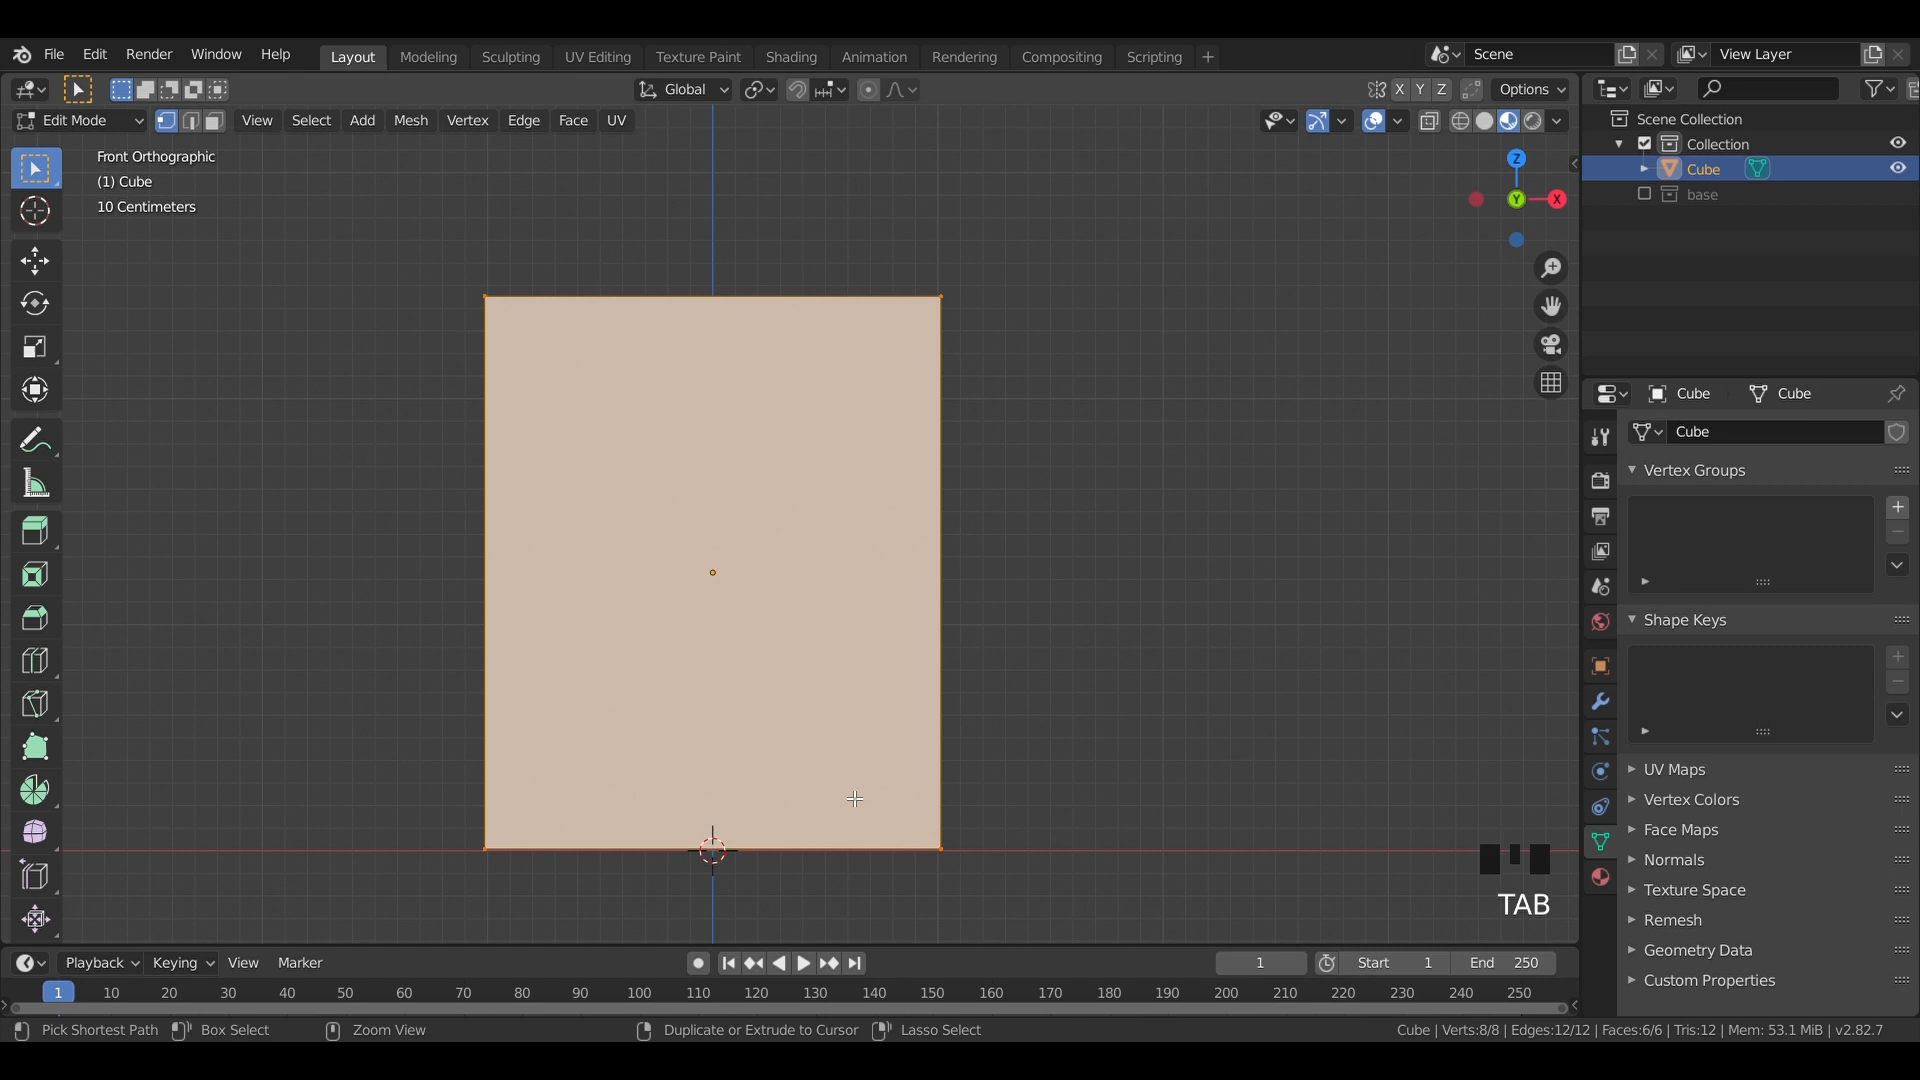 File Edit Render Window Help Layout Modeling Sculpting UV Editing Texture Paint Shading Animation Rendering Compositing Scripting + Scene View Layer
Global X Y Z Options
Edit Mode View Select Add Mesh Vertex Edge Face UV
Front Orthographic
(1) Cube
10 Centimeters
Z
Y
X
Scene Collection
Collection
Cube
base
Cube Cube
Cube
Vertex Groups
Shape Keys
UV Maps
Vertex Colors
Face Maps
Normals
Texture Space
Remesh
Geometry Data
Custom Properties
TAB
Playback Keying View Marker 1 Start 1 End 250
1 10 20 30 40 50 60 70 80 90 100 110 120 130 140 150 160 170 180 190 200 210 220 230 240 250
Pick Shortest Path Box Select Zoom View Duplicate or Extrude to Cursor Lasso Select Cube | Verts:8/8 | Edges:12/12 | Faces:6/6 | Tris:12 | Mem: 53.1 MiB | v2.82.7